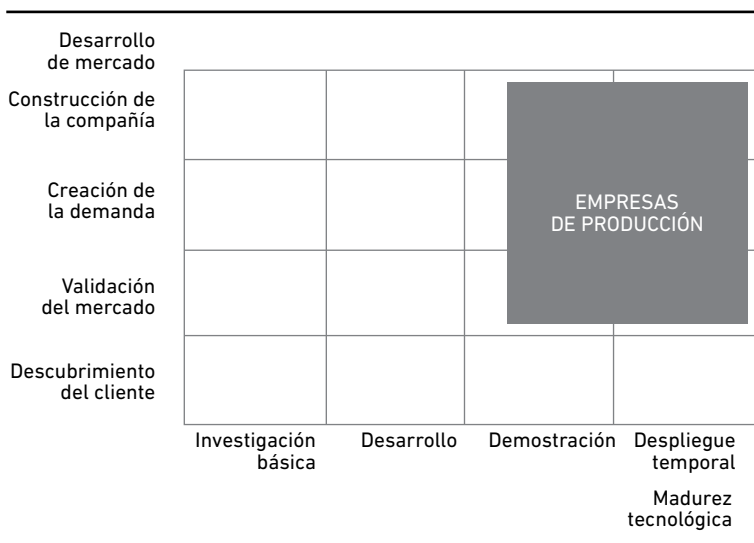 Desarrollo
de mercado
Construcción de
la compañía
Creación de
la demanda
EMPRESAS
DE PRODUCCIÓN
Validación
del mercado
Descubrimiento
del cliente
Investigación
básica
Desarrollo
Demostración
Despliegue
temporal
Madurez
tecnológica